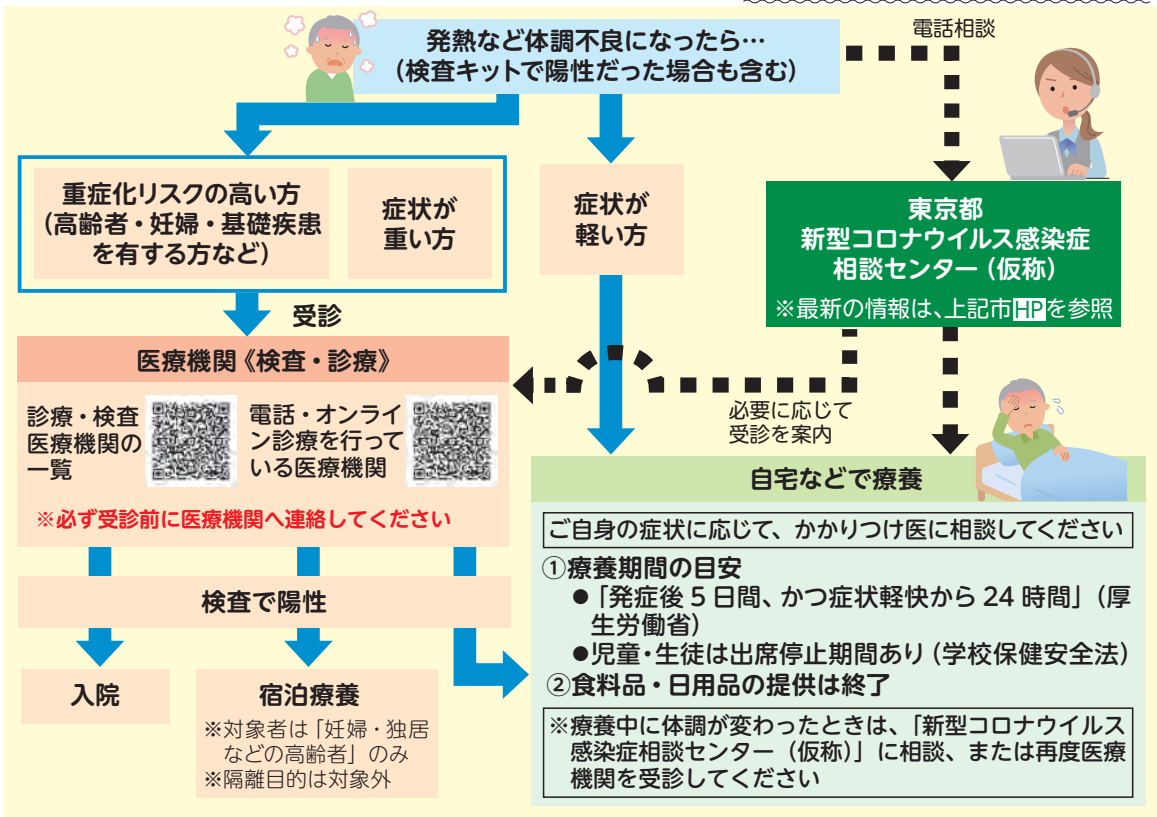 発熱など体調不良になったら…
（検査キットで陽性だった場合も含む）
電話相談
重症化リスクの高い方
（高齢者・妊婦・基礎疾患
を有する方など）
症状が
重い方
症状が
軽い方
東京都
新型コロナウイルス感染症
相談センター（仮称）
※最新の情報は、上記市HPを参照
受診
医療機関《検査・診療》
診療・検査
医療機関の
一覧
電話・オンライ
ン診療を行って
いる医療機関
※必ず受診前に医療機関へ連絡してください
必要に応じて
受診を案内
検査で陽性
入院
宿泊療養
※対象者は「妊婦・独居
などの高齢者」のみ
※隔離目的は対象外
自宅などで療養
ご自身の症状に応じて、かかりつけ医に相談してください
①療養期間の目安
●「発症後5日間、かつ症状軽快から24時間」（厚
生労働省）
●児童・生徒は出席停止期間あり（学校保健安全法）
②食料品・日用品の提供は終了
※療養中に体調が変わったときは、「新型コロナウイルス
感染症相談センター（仮称）」に相談、または再度医療
機関を受診してください